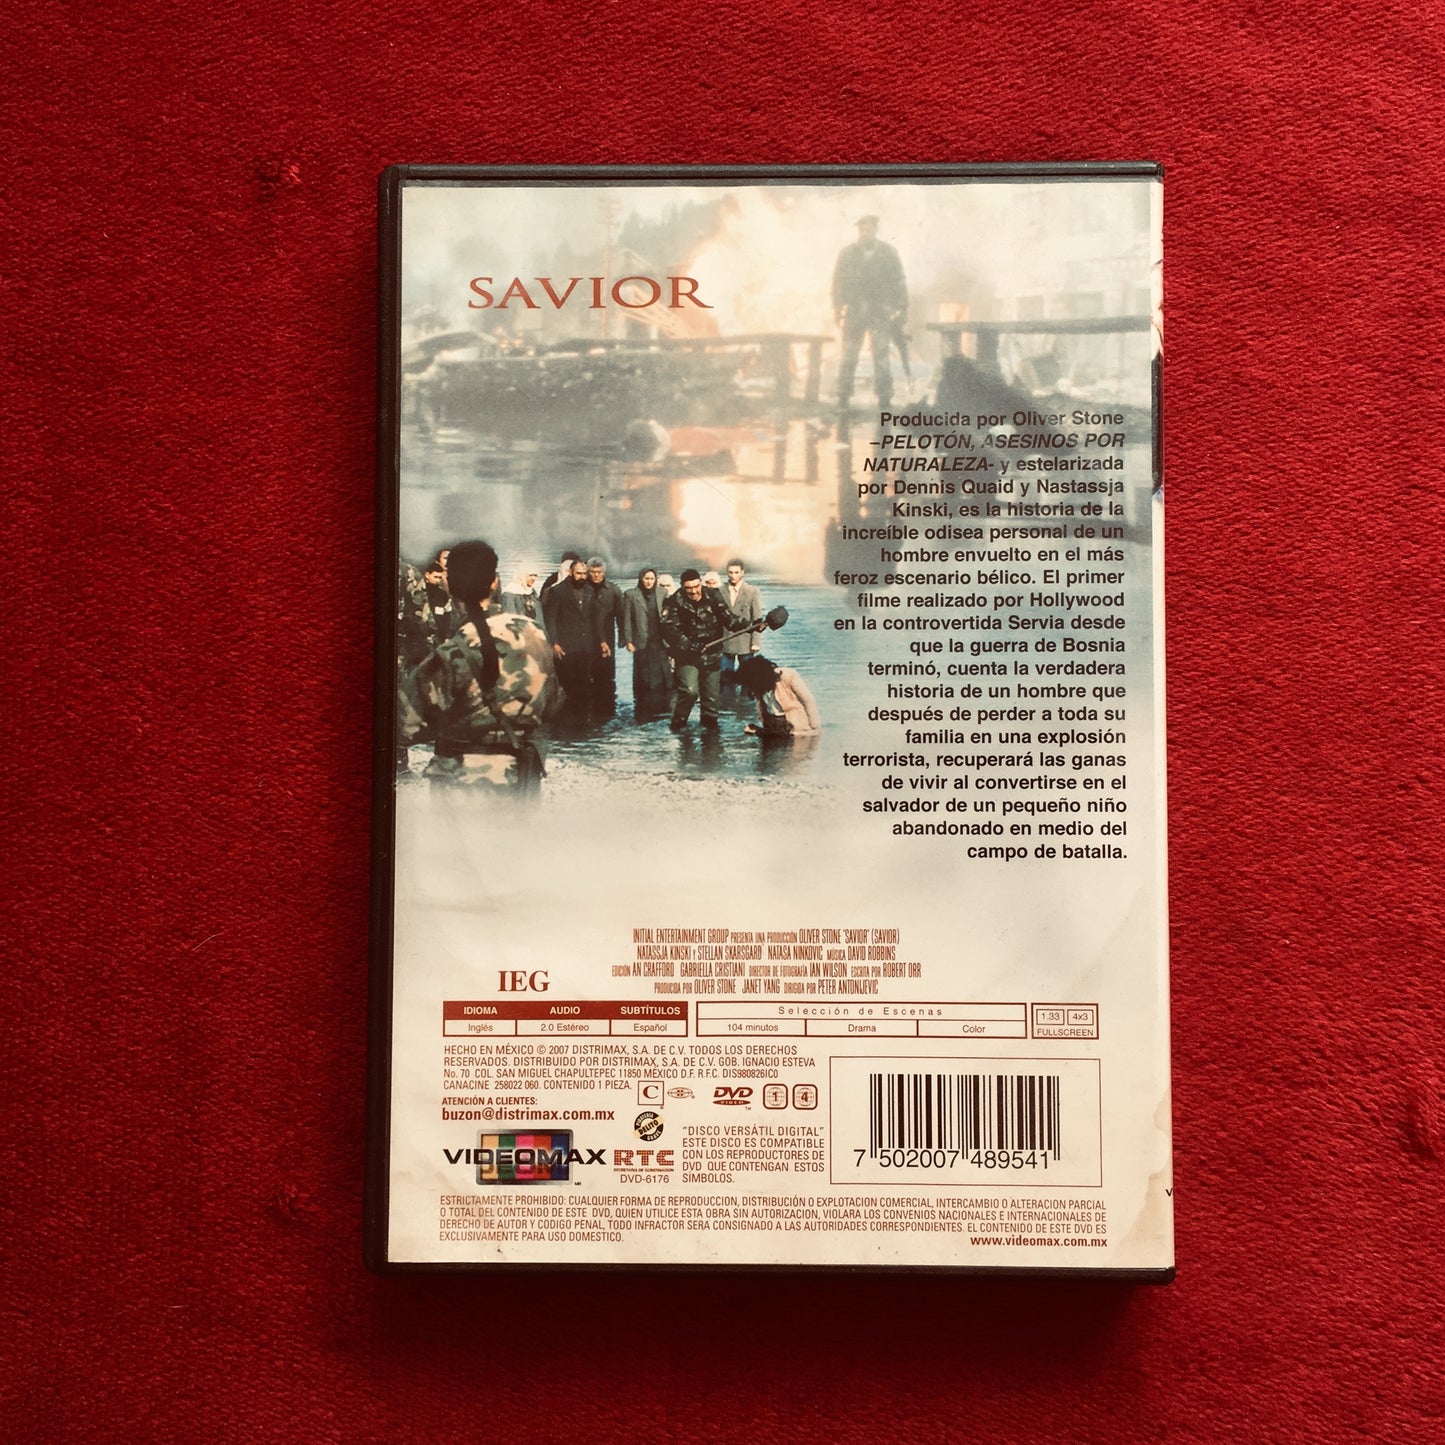 SAVIOR
Producida por Oliver Stone
–PELOTÓN, ASESINOS POR
NATURALEZA- y estelarizada
por Dennis Quaid y Nastassja
Kinski, es la historia de la
increíble odisea personal de un
hombre envuelto en el más
feroz escenario bélico. El primer
filme realizado por Hollywood
en la controvertida Servia desde
que la guerra de Bosnia
terminó, cuenta la verdadera
historia de un hombre que
después de perder a toda su
familia en una explosión
terrorista, recuperará las ganas
de vivir al convertirse en el
salvador de un pequeño niño
abandonado en medio del
campo de batalla.
INITIAL ENTERTAINMENT GROUP PRESENTA UNA PRODUCCIÓN OLIVER STONE "SAVIOR" (SAVIOR)
NATASSJA KINSKI Y STELLAN SKARSGARD NATASA NINKOVIC MÚSICA DAVID ROBBINS
EDICIÓN AN CRAFFORD GABRIELLA CRISTIANI DIRECTOR DE FOTOGRAFÍA IAN WILSON ESCRITA POR ROBERT ORR
PRODUCIDA POR OLIVER STONE JANET YANG DIRIGIDA POR PETER ANTONIJEVIC
IEG
IDIOMA AUDIO SUBTÍTULOS
Inglés 2.0 Estéreo Español
Selección de Escenas
104 minutos Drama Color
1.33 4x3
FULLSCREEN
HECHO EN MÉXICO © 2007 DISTRIMAX, S.A. DE C.V. TODOS LOS DERECHOS
RESERVADOS. DISTRIBUIDO POR DISTRIMAX, S.A. DE C.V. GOB. IGNACIO ESTEVA
No. 70 COL. SAN MIGUEL CHAPULTEPEC 11850 MÉXICO D.F. R.F.C. DIS980826IC0
CANACINE 258022 060. CONTENIDO 1 PIEZA.
ATENCIÓN A CLIENTES:
buzon@distrimax.com.mx
C
DVD
VIDEO
TM
1 4
DELITO
VIDEOMAX
MR
RTC
SECRETARIA DE GOBERNACION
DVD-6176
"DISCO VERSÁTIL DIGITAL"
ESTE DISCO ES COMPATIBLE
CON LOS REPRODUCTORES DE
DVD QUE CONTENGAN ESTOS
SÍMBOLOS.
7 502007 489541
ESTRICTAMENTE PROHIBIDO: CUALQUIER FORMA DE REPRODUCCION, DISTRIBUCIÓN O EXPLOTACION COMERCIAL, INTERCAMBIO O ALTERACION PARCIAL
O TOTAL DEL CONTENIDO DE ESTE DVD, QUIEN UTILICE ESTA OBRA SIN AUTORIZACION, VIOLARA LOS CONVENIOS NACIONALES E INTERNACIONALES DE
DERECHO DE AUTOR Y CODIGO PENAL, TODO INFRACTOR SERA CONSIGNADO A LAS AUTORIDADES CORRESPONDIENTES. EL CONTENIDO DE ESTE DVD ES
EXCLUSIVAMENTE PARA USO DOMESTICO.
www.videomax.com.mx